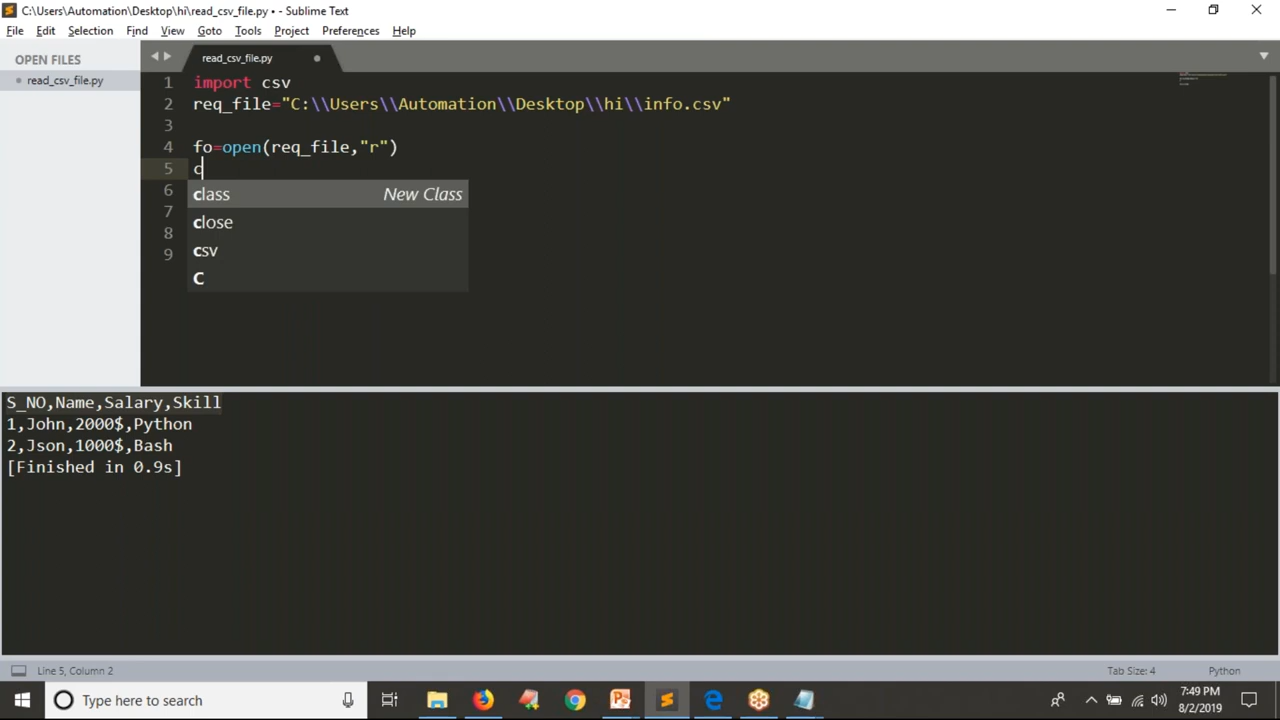 C:\Users\Automation\Desktop\hi\read_csv_file.py • - Sublime Text
File Edit Selection Find View Goto Tools Project Preferences Help
OPEN FILES
read_csv_file.py
read_csv_file.py
1 import csv
2 req_file="C:\\Users\\Automation\\Desktop\\hi\\info.csv"
3
4 fo=open(req_file,"r")
5 c
6 class New Class
7 close
8 csv
9 C
S_NO,Name,Salary,Skill
1,John,2000$,Python
2,Json,1000$,Bash
[Finished in 0.9s]
Line 5, Column 2 Tab Size: 4 Python
Type here to search
7:49 PM
8/2/2019